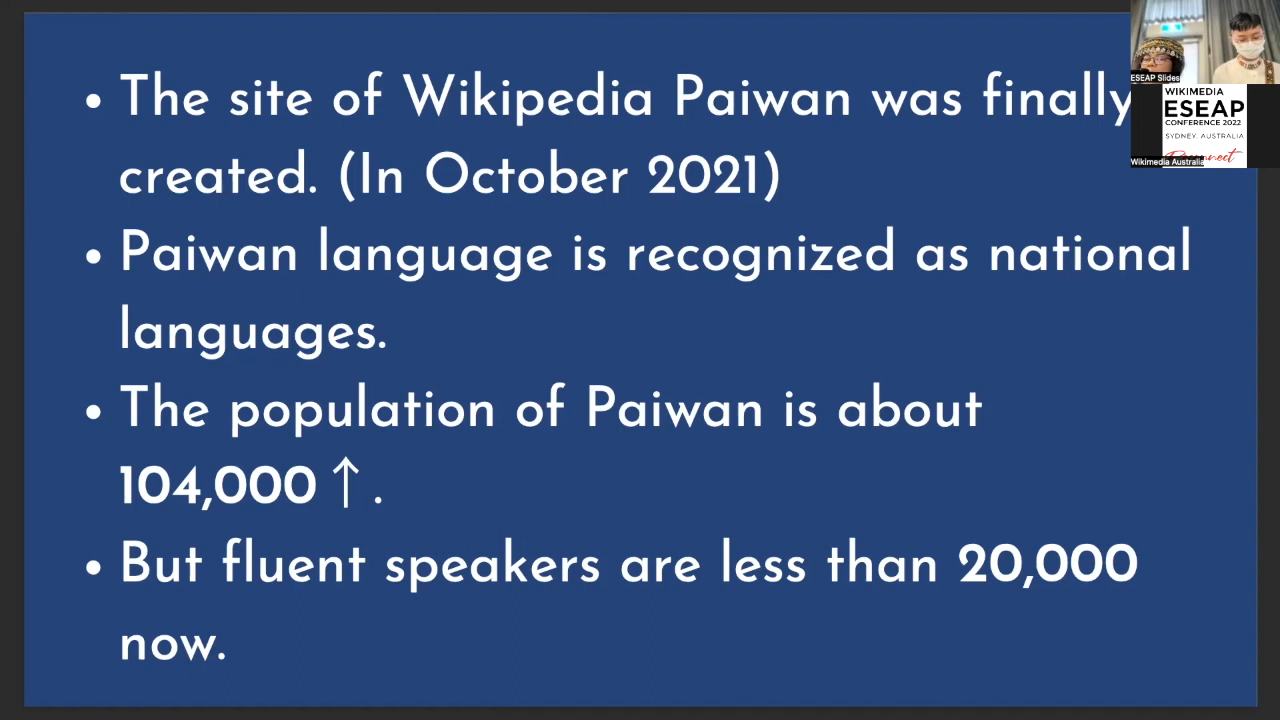 • The site of Wikipedia Paiwan was finally
created. (In October 2021)
• Paiwan language is recognized as national
languages.
• The population of Paiwan is about
104,000 ↑ .
• But fluent speakers are less than 20,000
now.
ESEAP Slides
WIKIMEDIA
ESEAP
CONFERENCE 2022
SYDNEY, AUSTRALIA
Reconnect
Wikimedia Australia